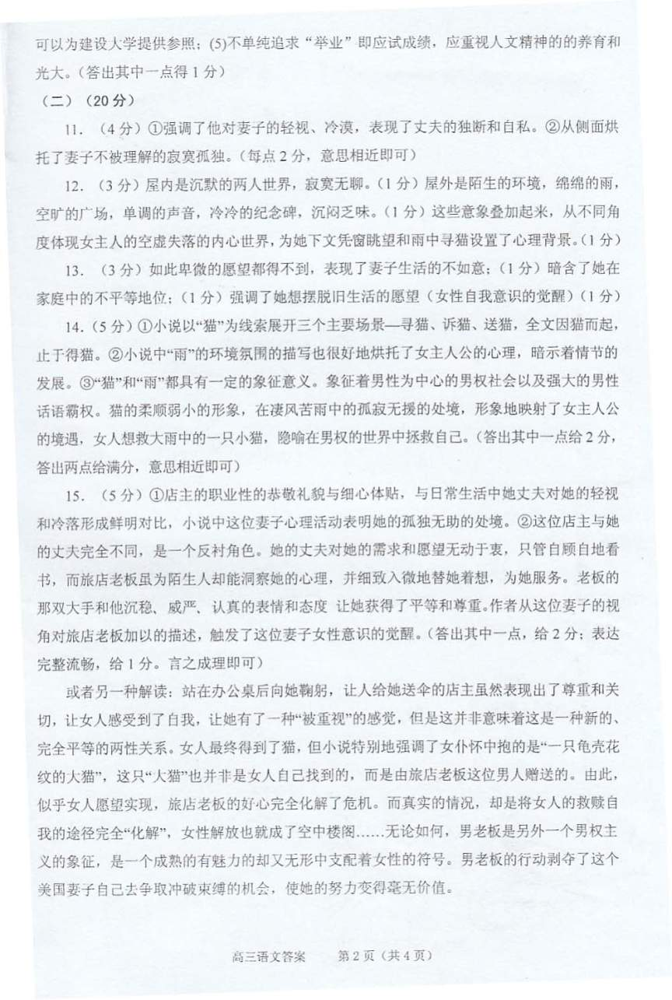 可以为建设大学提供参照；(5)不单纯追求“举业”即应试成绩，应重视人文精神的的养育和
光大。（答出其中一点得1分）
（二）（20分）
11．（4分）①强调了他对妻子的轻视、冷漠，表现了丈夫的独断和自私。②从侧面烘
托了妻子不被理解的寂寞孤独。（每点2分，意思相近即可）
12．（3分）屋内是沉默的两人世界，寂寞无聊。（1分）屋外是陌生的环境，绵绵的雨，
空旷的广场，单调的声音，冷冷的纪念碑，沉闷乏味。（1分）这些意象叠加起来，从不同角
度体现女主人的空虚失落的内心世界，为她下文凭窗眺望和雨中寻猫设置了心理背景。（1分）
13．（3分）如此卑微的愿望都得不到，表现了妻子生活的不如意；（1分）暗含了她在
家庭中的不平等地位；（1分）强调了她想摆脱旧生活的愿望（女性自我意识的觉醒）（1分）
14．（5分）①小说以“猫”为线索展开三个主要场景—寻猫、诉猫、送猫，全文因猫而起，
止于得猫。②小说中“雨”的环境氛围的描写也很好地烘托了女主人公的心理，暗示着情节的
发展。③“猫”和“雨”都具有一定的象征意义。象征着男性为中心的男权社会以及强大的男性
话语霸权。猫的柔顺弱小的形象，在凄风苦雨中的孤寂无援的处境，形象地映射了女主人公
的境遇，女人想救大雨中的一只小猫，隐喻在男权的世界中拯救自己。（答出其中一点给2分，
答出两点给满分，意思相近即可）
15．（5分）①店主的职业性的恭敬礼貌与细心体贴，与日常生活中她丈夫对她的轻视
和冷落形成鲜明对比，小说中这位妻子心理活动表明她的孤独无助的处境。②这位店主与她
的丈夫完全不同，是一个反衬角色。她的丈夫对她的需求和愿望无动于衷，只管自顾自地看
书，而旅店老板虽为陌生人却能洞察她的心理，并细致入微地替她着想，为她服务。老板的
那双大手和他沉稳、威严、认真的表情和态度 让她获得了平等和尊重。作者从这位妻子的视
角对旅店老板加以的描述，触发了这位妻子女性意识的觉醒。（答出其中一点，给2分；表达
完整流畅，给1分。言之成理即可）
或者另一种解读：站在办公桌后向她鞠躬，让人给她送伞的店主虽然表现出了尊重和关
切，让女人感受到了自我，让她有了一种“被重视”的感觉，但是这并非意味着这是一种新的、
完全平等的两性关系。女人最终得到了猫，但小说特别地强调了女仆怀中抱的是“一只龟壳花
纹的大猫”，这只“大猫”也并非是女人自己找到的，而是由旅店老板这位男人赠送的。由此，
似乎女人愿望实现，旅店老板的好心完全化解了危机。而真实的情况，却是将女人的救赎自
我的途径完全“化解”，女性解放也就成了空中楼阁……无论如何，男老板是另外一个男权主
义的象征，是一个成熟的有魅力的却又无形中支配着女性的符号。男老板的行动剥夺了这个
美国妻子自己去争取冲破束缚的机会，使她的努力变得毫无价值。
高三语文答案 第2页（共4页）